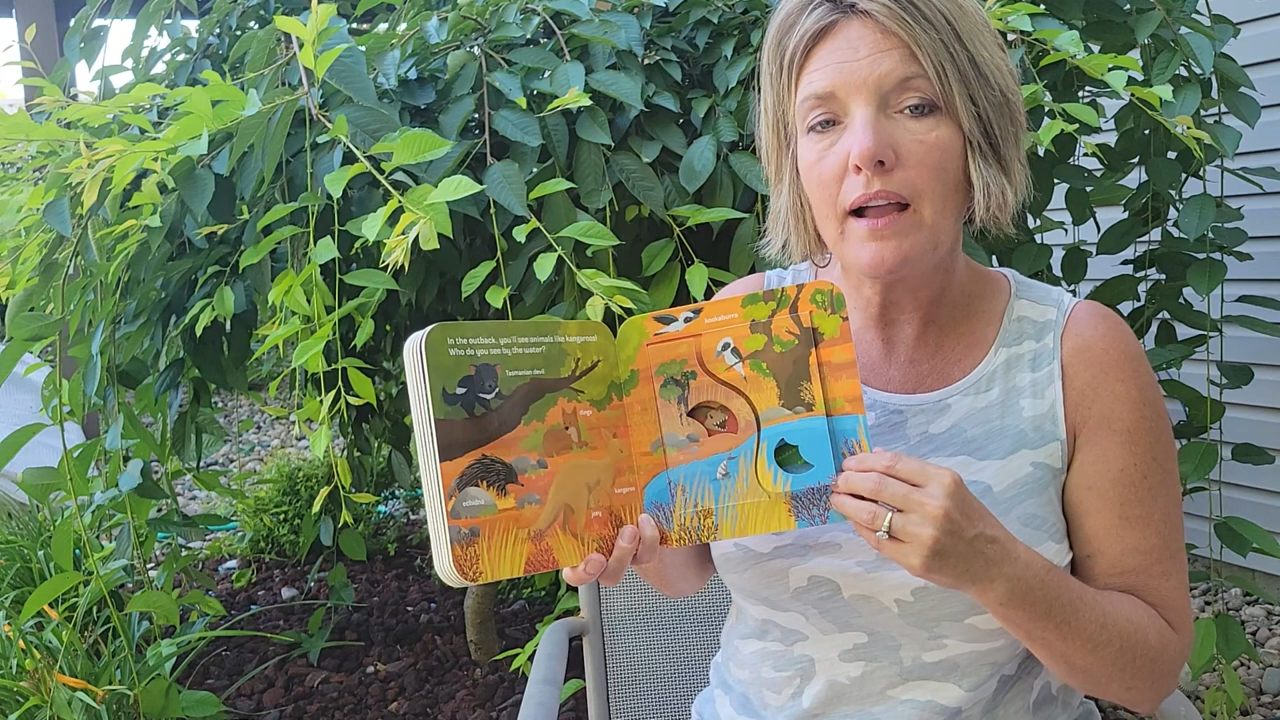 In the outback, you'll see animals like kangaroos!
Who do you see by the water?
Tasmanian devil
dingo
echidna
kangaroo
joey
kookaburra